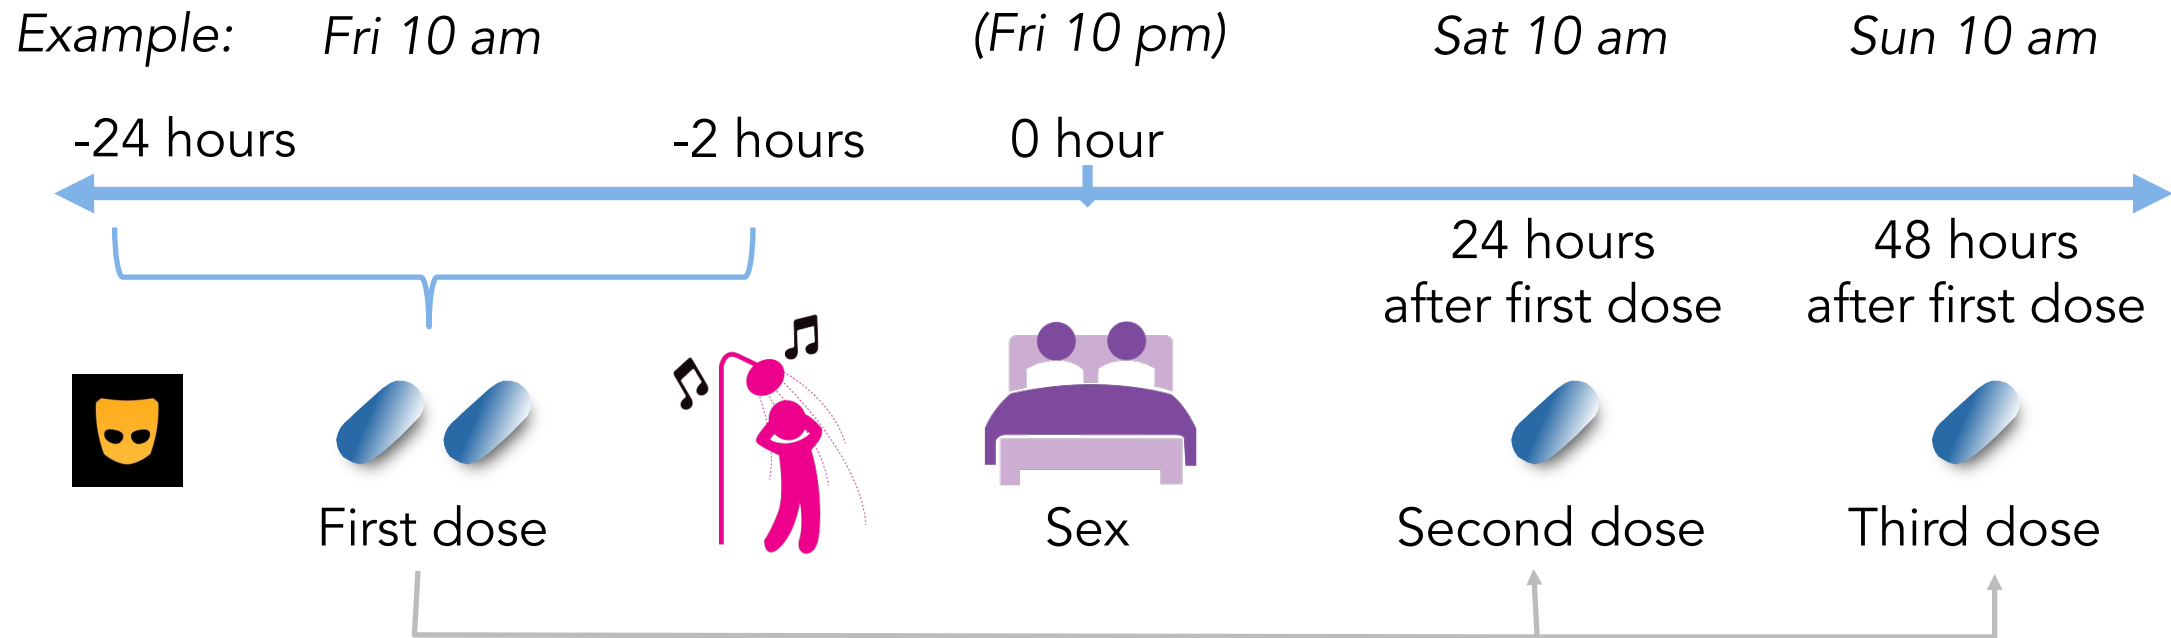 Example: Fri 10 am (Fri 10 pm) Sat 10 am Sun 10 am
-24 hours -2 hours 0 hour
24 hours 48 hours
after first dose after first dose
First dose Sex Second dose Third dose